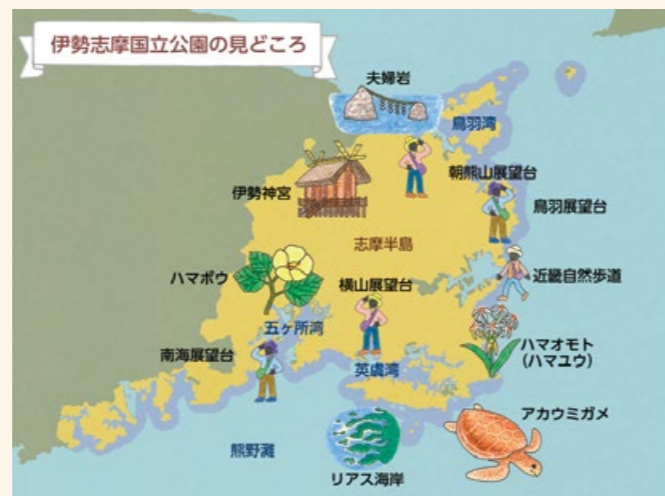 伊勢志摩国立公園の見どころ
夫婦岩
鳥羽湾
朝熊山展望台
伊勢神宮
鳥羽展望台
志摩半島
ハマボウ
横山展望台
近畿自然歩道
五ヶ所湾
南海展望台
英虞湾
ハマオモト
(ハマユウ)
アカウミガメ
熊野灘
リアス海岸